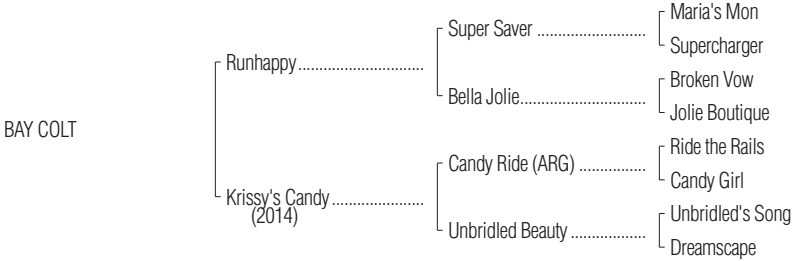 Maria's Mon
Super Saver ..........................
Supercharger
Runhappy..............................
Broken Vow
Bella Jolie..............................
Jolie Boutique
BAY COLT
Ride the Rails
Candy Ride (ARG) ................
Candy Girl
Krissy's Candy ......................
(2014)
Unbridled's Song
Unbridled Beauty ..................
Dreamscape